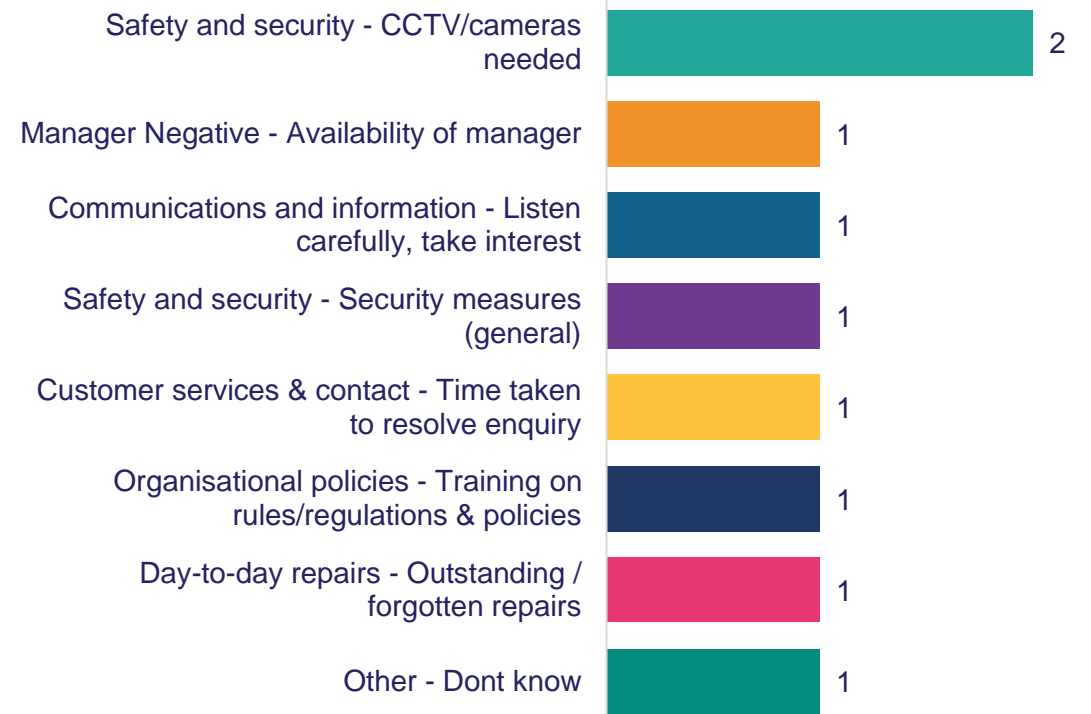 Safety and security - CCTV/cameras
needed
2
Manager Negative - Availability of manager
1
Communications and information - Listen
carefully, take interest
1
Safety and security - Security measures
(general)
1
Customer services & contact - Time taken
to resolve enquiry
1
Organisational policies - Training on
rules/regulations & policies
1
Day-to-day repairs - Outstanding /
forgotten repairs
1
Other - Dont know
1